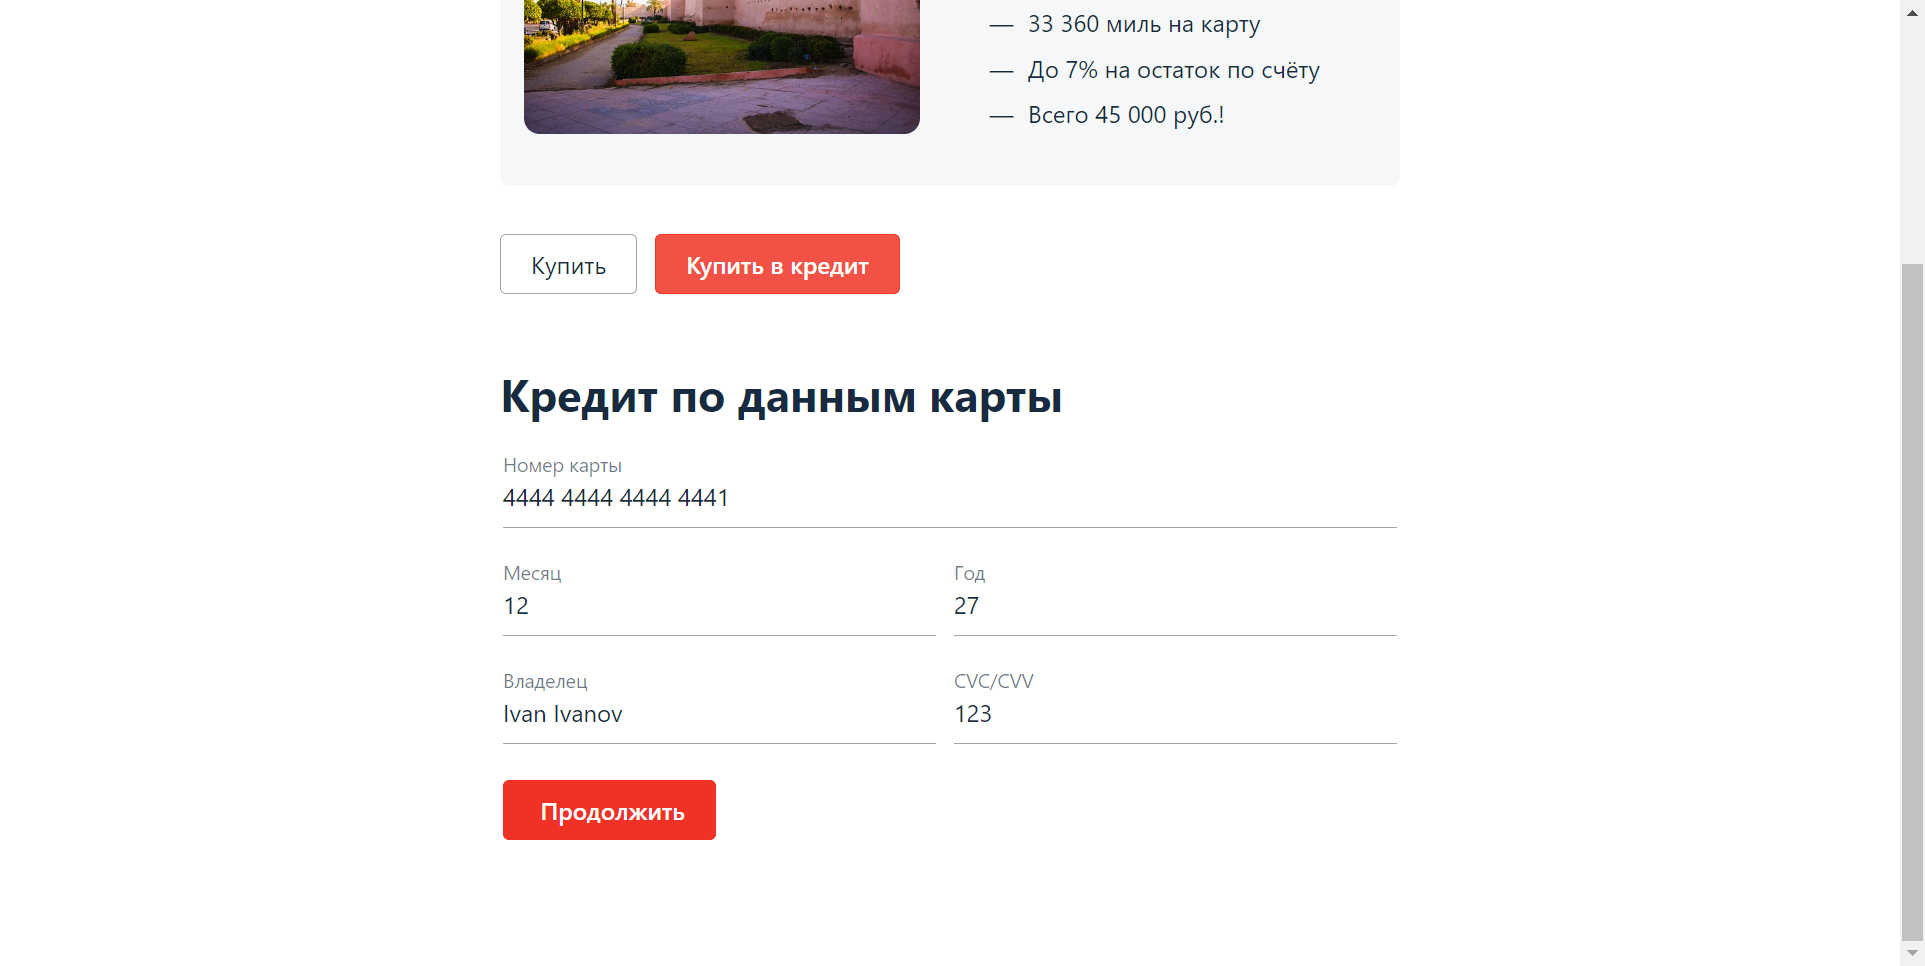 — 33 360 миль на карту
— До 7% на остаток по счёту
— Всего 45 000 руб.!
Купить
Купить в кредит
Кредит по данным карты
Номер карты
4444 4444 4444 4441
Месяц
Год
12
27
Владелец
CVC/CVV
Ivan Ivanov
123
Продолжить